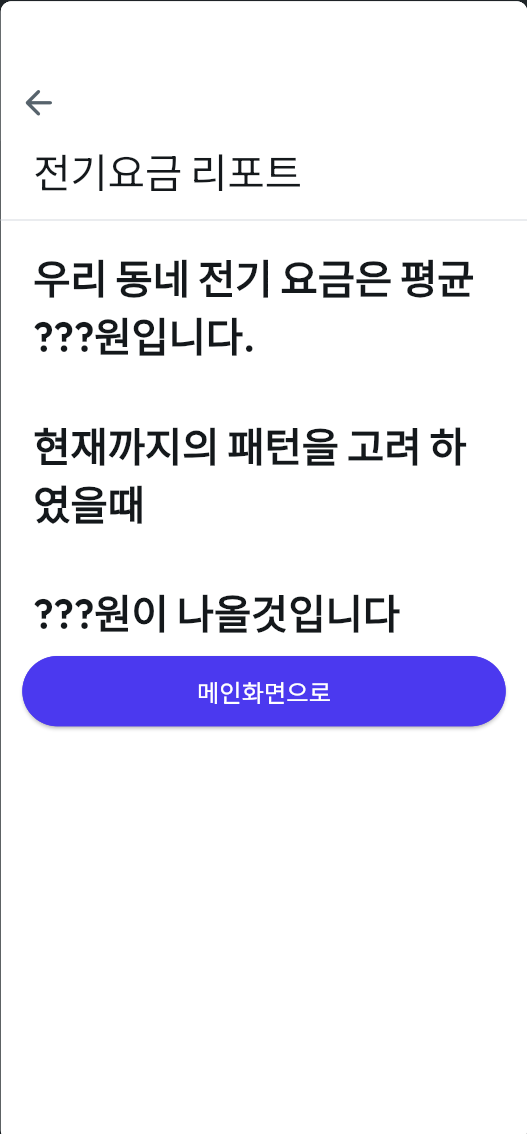 전기요금 리포트
우리 동네 전기 요금은 평균
???원입니다.
현재까지의 패턴을 고려 하
였을때
???원이 나올것입니다
메인화면으로